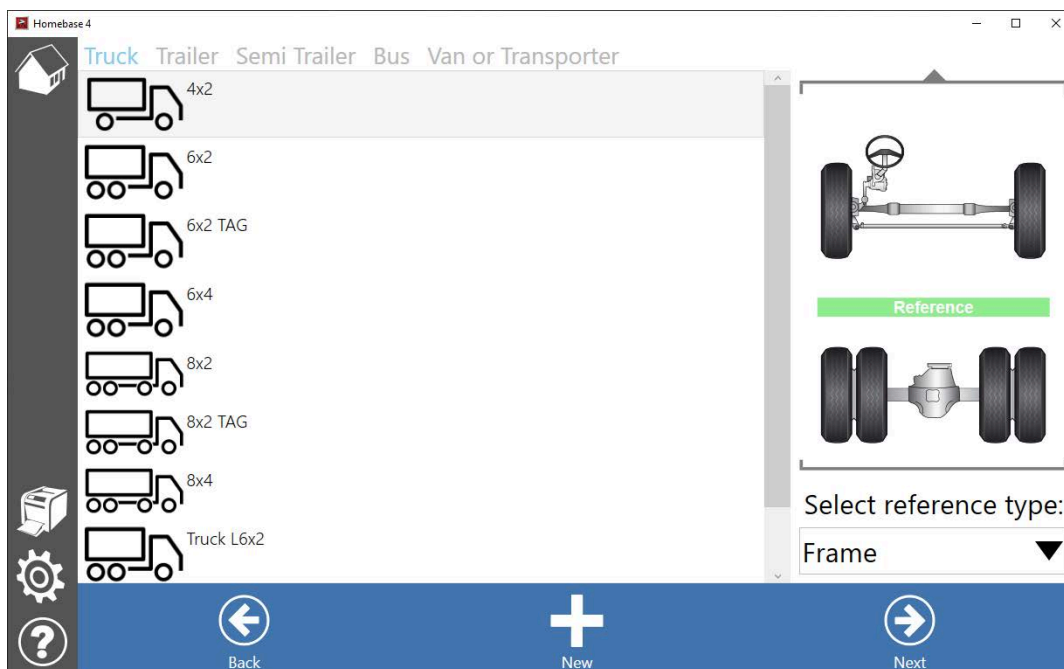 Homebase 4
Truck Trailer Semi Trailer Bus Van or Transporter
4x2
6x2
6x2 TAG
6x4
8x2
8x2 TAG
8x4
Truck L6x2
Reference
Select reference type:
Frame
Back New Next